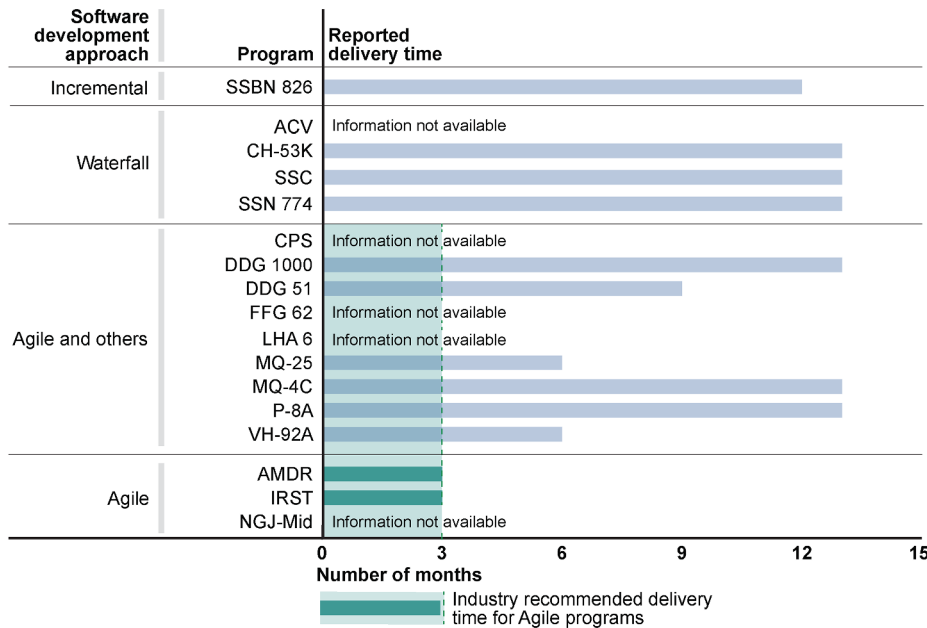 Software
development
approach
Program
Reported
delivery time
Incremental
SSBN 826
Waterfall
ACV Information not available
CH-53K
SSC
SSN 774
Agile and others
CPS Information not available
DDG 1000
DDG 51
FFG 62 Information not available
LHA 6 Information not available
MQ-25
MQ-4C
P-8A
VH-92A
Agile
AMDR
IRST
NGJ-Mid Information not available
0 3 6 9 12 15
Number of months
Industry recommended delivery
time for Agile programs